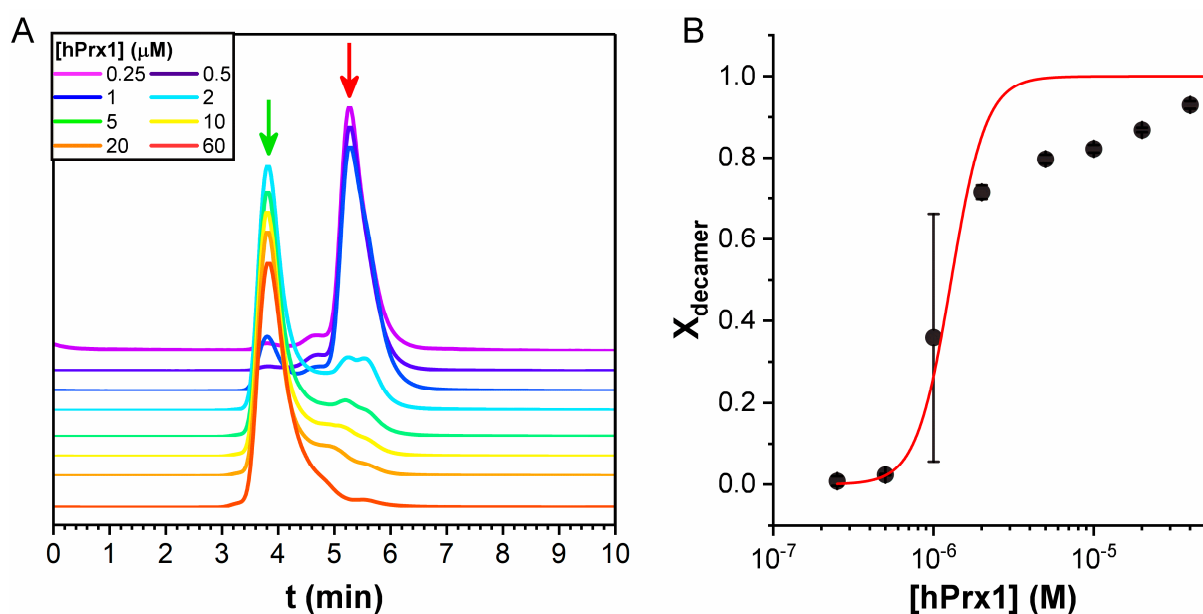 A
[hPrx1] (μM)
0.25 0.5
1 2
5 10
20 60
0 1 2 3 4 5 6 7 8 9 10
t (min)
B
1.0
0.8
0.6
0.4
0.2
0.0
X_decamer
10^-7 10^-6 10^-5
[hPrx1] (M)